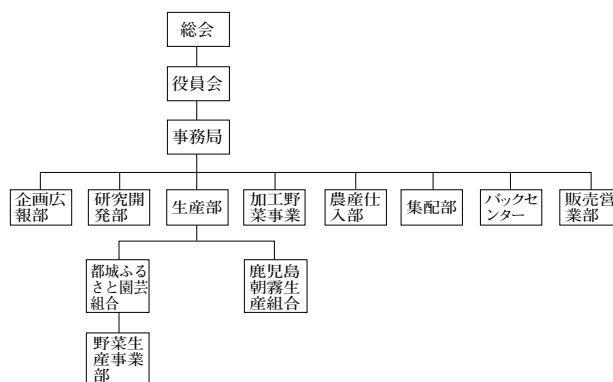 総会
役員会
事務局
企画広
報部
研究開
発部
生産部
加工野
菜事業
農産仕
入部
集配部
バックセ
ンター
販売営
業部
都城ふる
さと園芸
組合
鹿児島
朝霧生
産組合
野菜生
産事業
部